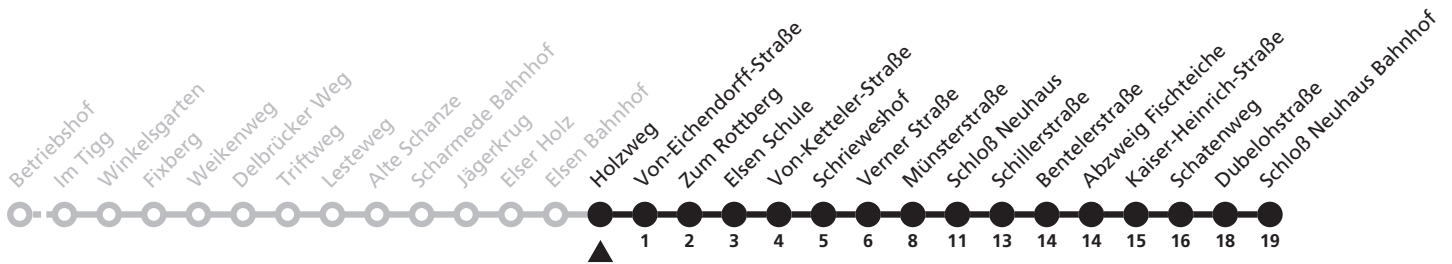 Betriebshof
Im Tigg
Winkelsgarten
Fixberg
Weikenweg
Delbrücker Weg
Triftweg
Lesteweg
Alte Schanze
Scharmede Bahnhof
Jägerkrug
Elser Holz
Elsen Bahnhof
Holzweg
Von-Eichendorff-Straße
Zum Rottberg
Elsen Schule
Von-Ketteler-Straße
Schrieweshof
Verner Straße
Münsterstraße
Schloß Neuhaus
Schillerstraße
Bentelerstraße
Abzweig Fischteiche
Kaiser-Heinrich-Straße
Schatenweg
Dubelohstraße
Schloß Neuhaus Bahnhof
1 2 3 4 5 6 8 11 13 14 14 15 16 18 19